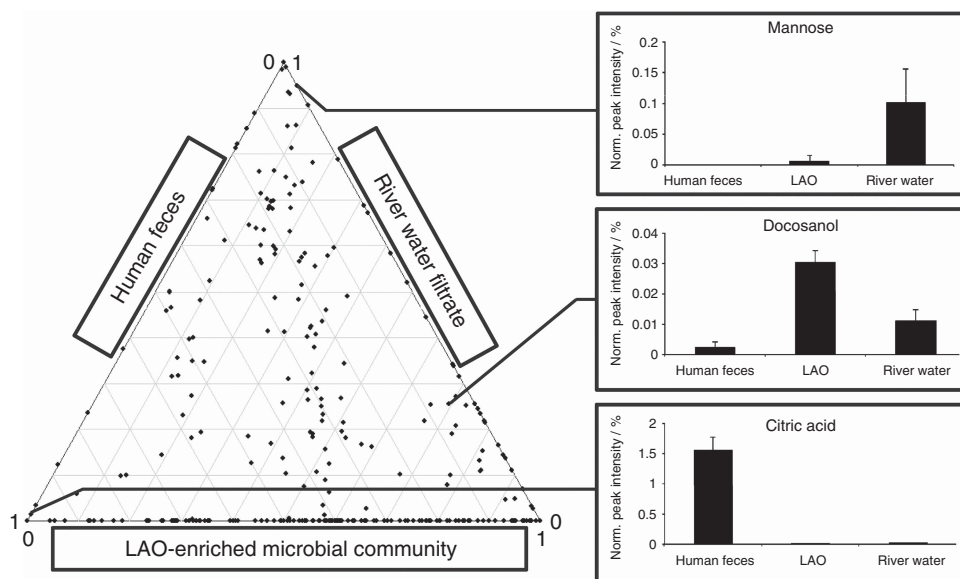 0 1
Human feces
River water filtrate
1
0
0
1
LAO-enriched microbial community
Mannose
Norm. peak intensity / %
0.2
0.15
0.1
0.05
0
Human feces LAO River water
Docosanol
Norm. peak intensity / %
0.04
0.03
0.02
0.01
0
Human feces LAO River water
Citric acid
Norm. peak intensity / %
2
1.5
1
0.5
0
Human feces LAO River water